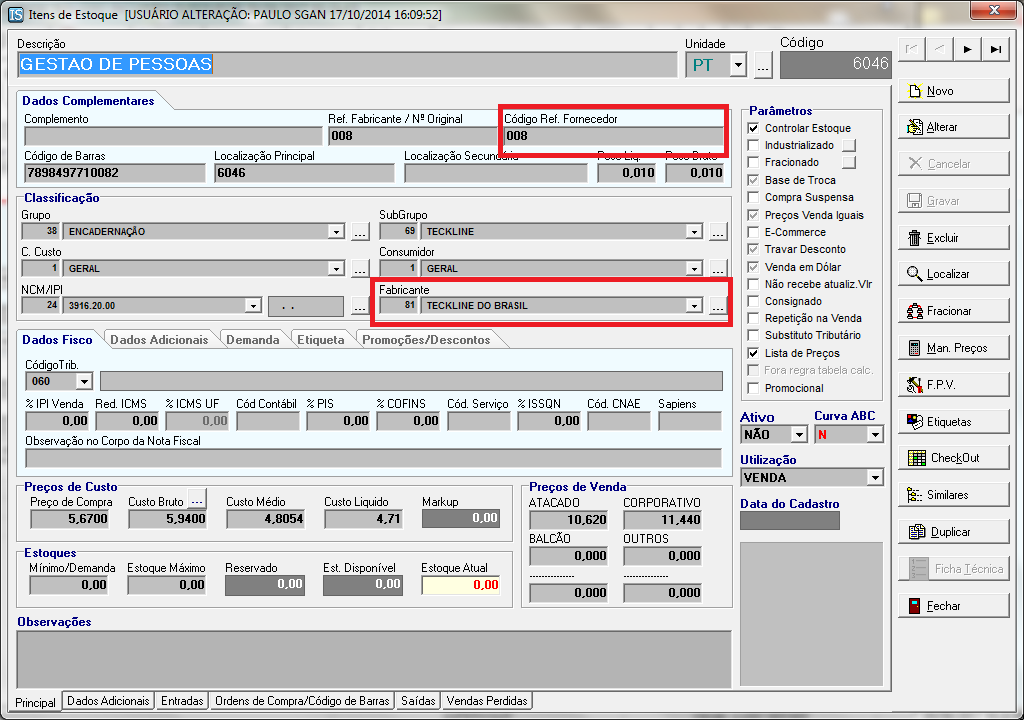 Itens de Estoque [USUÁRIO ALTERAÇÃO: PAULO SGAN 17/10/2014 16:09:52]
Descrição Unidade Código
GESTAO DE PESSOAS PT ... 6046
Dados Complementares
Complemento Ref. Fabricante / Nº Original Código Ref. Fornecedor
008 008
Código de Barras Localização Principal Localização Secundária Peso Liq. Peso Bruto
7898497710082 6046 0,010 0,010
Classificação
Grupo SubGrupo
38 ENCADERNAÇÃO ... 69 TECKLINE ...
C. Custo Consumidor
1 GERAL ... 1 GERAL ...
NCM/IPI Fabricante
24 3916.20.00 . . ... 81 TECKLINE DO BRASIL ...
Dados Fisco Dados Adicionais Demanda Etiqueta Promoções/Descontos
CódigoTrib.
060
% IPI Venda Red. ICMS % ICMS UF Cód Contábil % PIS % COFINS Cód. Serviço % ISSQN Cód. CNAE Sapiens
0,00 0,00 0,00 0,00 0,00 0,00
Observação no Corpo da Nota Fiscal
Preços de Custo
Preço de Compra Custo Bruto ... Custo Médio Custo Liquido Markup
5,6700 5,9400 4,8054 4,71 0,00
Estoques
Mínimo/Demanda Estoque Máximo Reservado Est. Disponível Estoque Atual
0,00 0,00 0,00 0,00 0,00
Preços de Venda
ATACADO CORPORATIVO
10,620 11,440
BALCÃO OUTROS
0,000 0,000
--------------- ---------------
0,000 0,000
Observações
Parâmetros
Controlar Estoque
Industrializado
Fracionado
Base de Troca
Compra Suspensa
Preços Venda Iguais
E-Commerce
Travar Desconto
Venda em Dólar
Não recebe atualiz.Vlr
Consignado
Repetição na Venda
Substituto Tributário
Lista de Preços
Fora regra tabela calc.
Promocional
Ativo Curva ABC
NÃO N
Utilização
VENDA
Data do Cadastro
Novo
Alterar
Cancelar
Gravar
Excluir
Localizar
Fracionar
Man. Preços
F.P.V.
Etiquetas
CheckOut
Similares
Duplicar
Ficha Técnica
Fechar
Principal Dados Adicionais Entradas Ordens de Compra/Código de Barras Saídas Vendas Perdidas